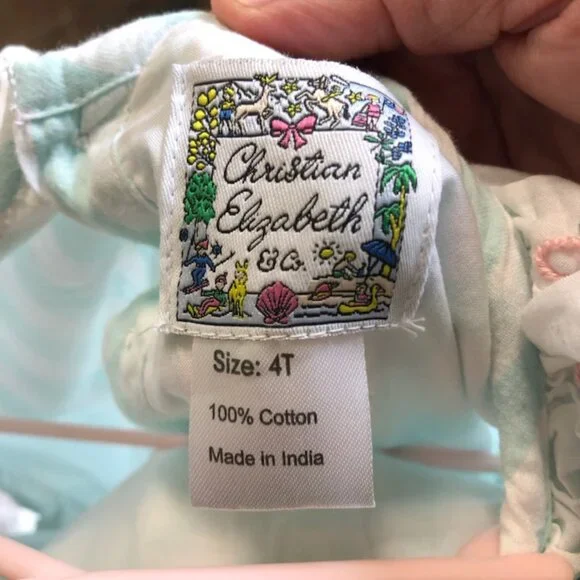 Christian
Elizabeth
& Co.
Size: 4T
100% Cotton
Made in India